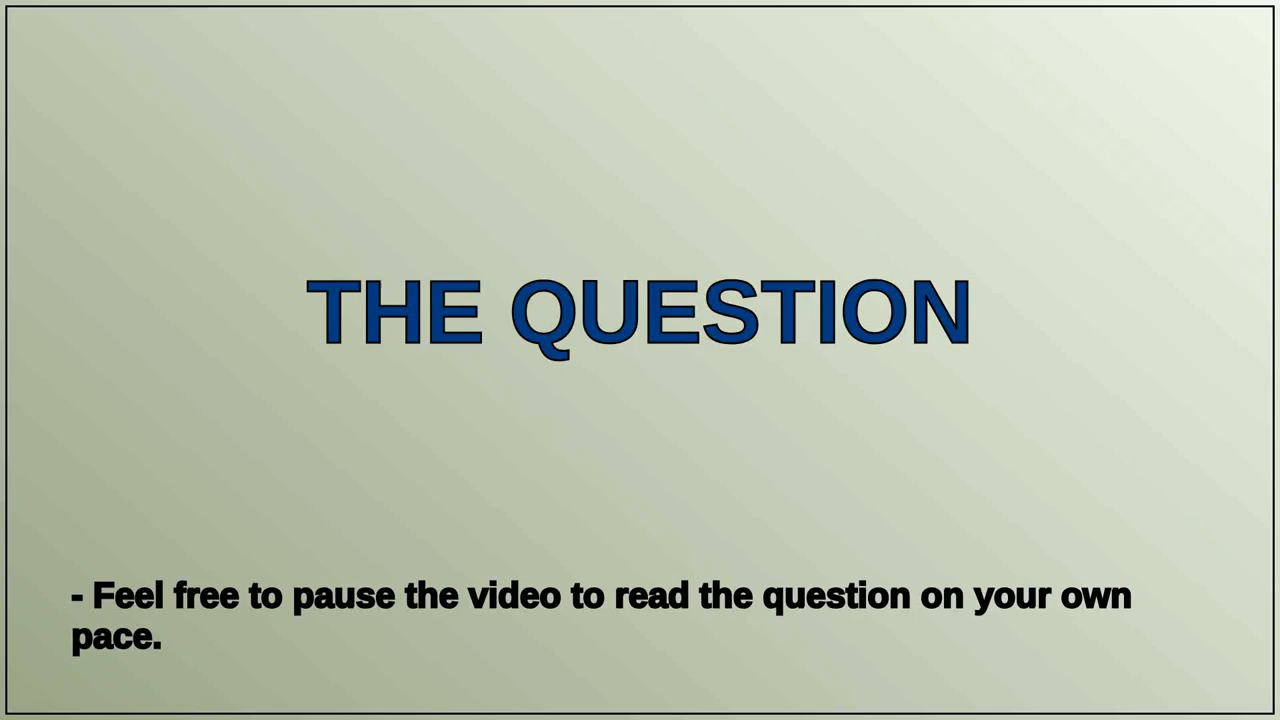 THE QUESTION
- Feel free to pause the video to read the question on your own
pace.